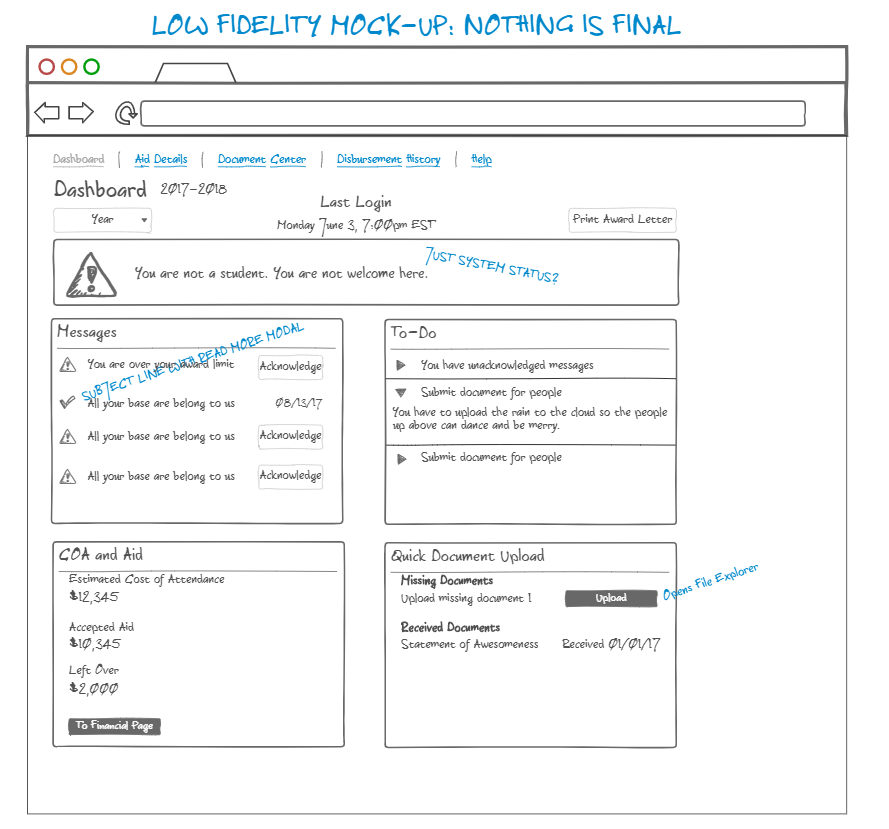 LOW FIDELITY MOCK-UP: NOTHING IS FINAL
Dashboard | Aid Details | Document Center | Disbursement History | Help
Dashboard 2017-2018
Last Login
Year
Monday June 3, 7:00pm EST
Print Award Letter
You are not a student. You are not welcome here.
JUST SYSTEM STATUS?
Messages
SUBJECT LINE WITH READ MORE MODAL
You are over your award limit Acknowledge
All your base are belong to us 08/13/17
All your base are belong to us Acknowledge
All your base are belong to us Acknowledge
To-Do
You have unacknowledged messages
Submit document for people
You have to upload the rain to the cloud so the people
up above can dance and be merry.
Submit document for people
COA and Aid
Estimated Cost of Attendance
$12,345
Accepted Aid
$10,345
Left Over
$2,000
To Financial Page
Quick Document Upload
Missing Documents
Upload missing document 1 Upload
Opens File Explorer
Received Documents
Statement of Awesomeness Received 01/01/17